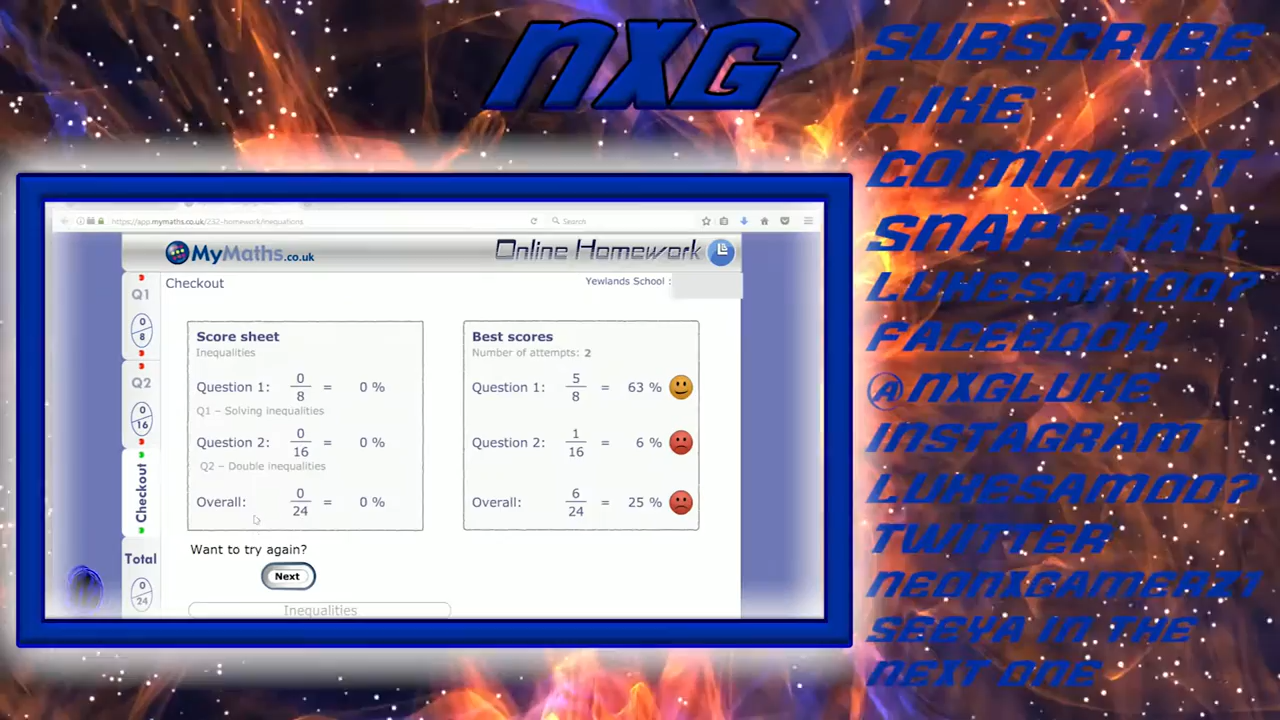 NXG
SUBSCRIBE
LIKE
COMMENT
SNAPCHAT:
LUKESAM007
FACEBOOK
@NXGLUKE
INSTAGRAM
LUKESAM007
TWITTER
NEONXGAMERZ1
SEEYA IN THE
NEXT ONE
https://app.mymaths.co.uk/232-homework/inequations
Search
MyMaths.co.uk
Online Homework
Checkout
Yewlands School :
Q1
0
8
Q2
0
16
Checkout
Total
0
24
Score sheet
Inequalities
Question 1: 0/8 = 0 %
Q1 – Solving inequalities
Question 2: 0/16 = 0 %
Q2 – Double inequalities
Overall: 0/24 = 0 %
Best scores
Number of attempts: 2
Question 1: 5/8 = 63 %
Question 2: 1/16 = 6 %
Overall: 6/24 = 25 %
Want to try again?
Next
Inequalities